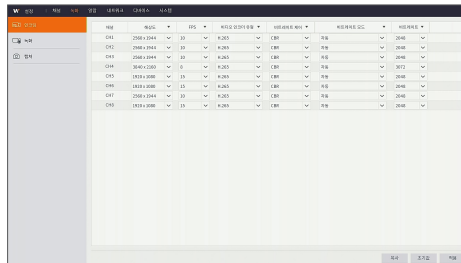 W 설정 채널 녹화 알람 네트워크 디바이스 시스템
인코딩
녹화
캡쳐
채널 해상도 FPS 비디오 인코더 유형 비트레이트 제어 비트레이트 모드 비트레이트
CH1 2560 x 1944 10 H.265 CBR 자동 2048
CH2 2560 x 1944 10 H.265 CBR 자동 2048
CH3 2560 x 1944 10 H.265 CBR 자동 2048
CH4 3840 x 2160 8 H.265 CBR 자동 3072
CH5 1920 x 1080 15 H.265 CBR 자동 2048
CH6 1920 x 1080 15 H.265 CBR 자동 2048
CH7 2560 x 1944 10 H.265 CBR 자동 2048
CH8 1920 x 1080 15 H.265 CBR 자동 2048
복사 초기값 적용